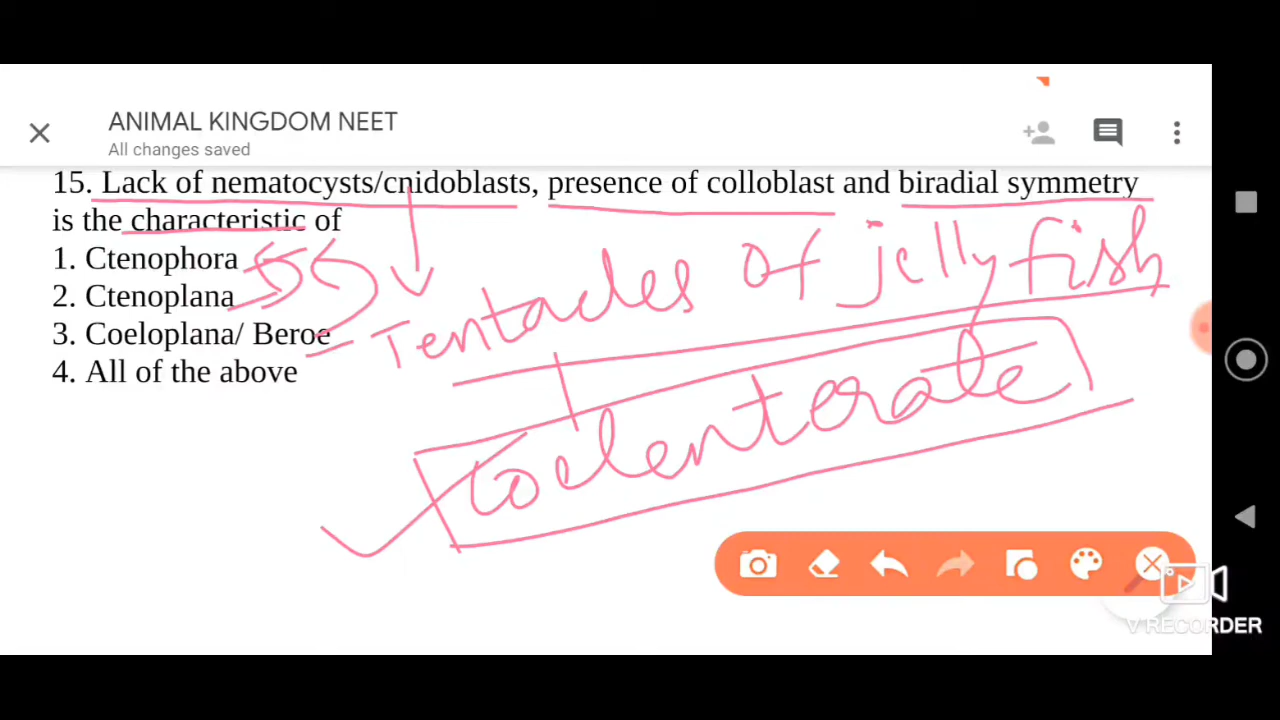 ANIMAL KINGDOM NEET
All changes saved
15. Lack of nematocysts/cnidoblasts, presence of colloblast and biradial symmetry
is the characteristic of
1. Ctenophora
2. Ctenoplana
3. Coeloplana/ Beroe
4. All of the above
Tentacles of jelly fish
Coelenterate
V RECORDER